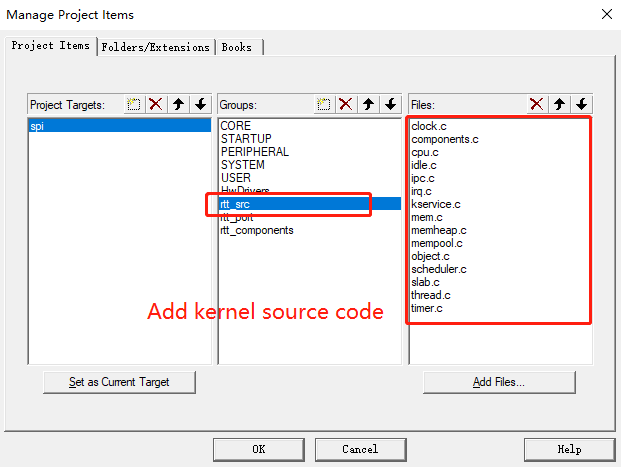 Manage Project Items
Project Items Folders/Extensions Books
Project Targets: Groups: Files:
spi
CORE
STARTUP
PERIPHERAL
SYSTEM
USER
HwDrivers
rtt_src
rtt_port
rtt_components
clock.c
components.c
cpu.c
idle.c
ipc.c
irq.c
kservice.c
mem.c
memheap.c
mempool.c
object.c
scheduler.c
slab.c
thread.c
timer.c
Add kernel source code
Set as Current Target Add Files...
OK Cancel Help